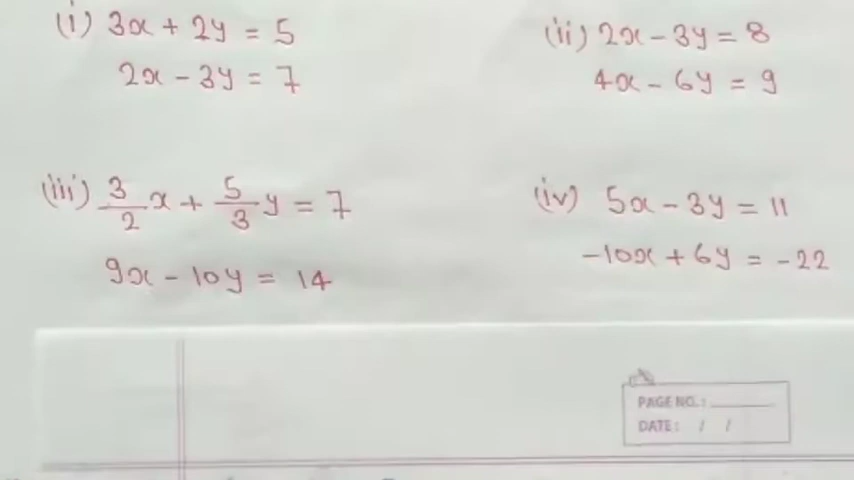 (i) 3x + 2y = 5
2x - 3y = 7
(ii) 2x - 3y = 8
4x - 6y = 9
(iii) 3/2 x + 5/3 y = 7
9x - 10y = 14
(iv) 5x - 3y = 11
-10x + 6y = -22
PAGE NO.:
DATE: / /